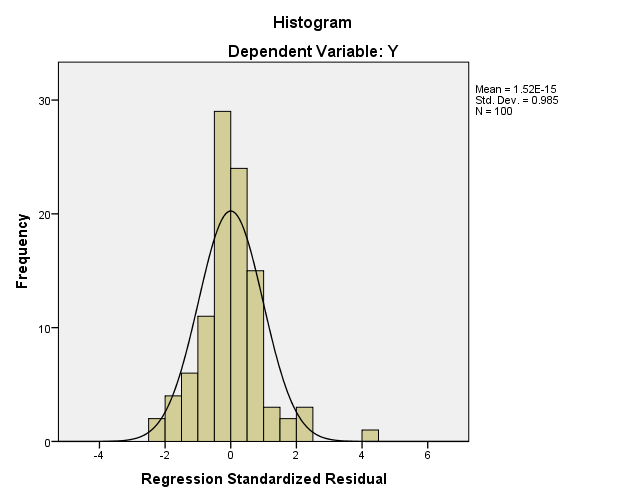 Histogram
Dependent Variable: Y
Mean = 1.52E-15
Std. Dev. = 0.985
N = 100
Frequency
30
20
10
0
-4 -2 0 2 4 6
Regression Standardized Residual